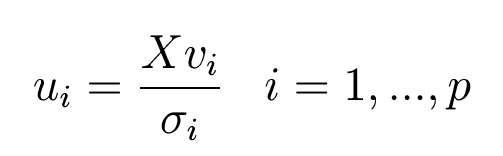 u_i = \frac{X v_i}{\sigma_i} \quad i = 1, ..., p